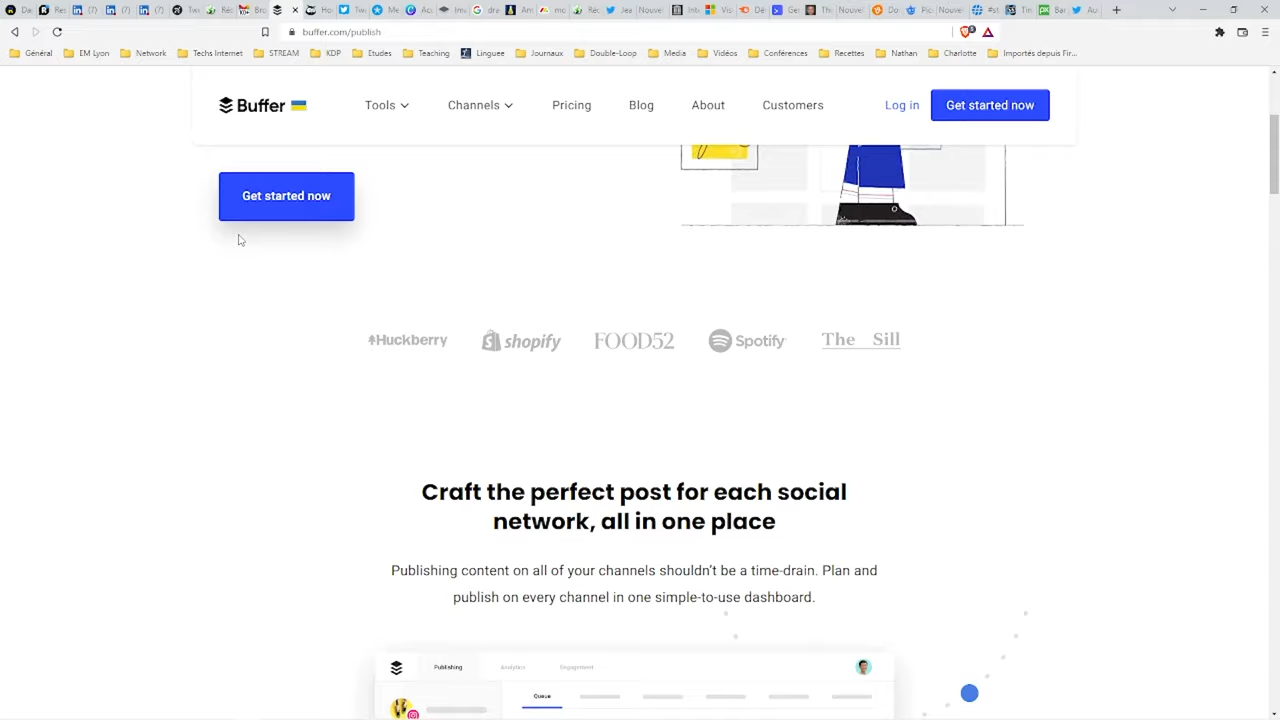 buffer.com/publish
Général EM Lyon Network Techs Internet STREAM KDP Etudes Teaching Linguee Journaux Double-Loop Media Vidéos Conférences Recettes Nathan Charlotte Importés depuis Fir...
Buffer Tools Channels Pricing Blog About Customers Log in Get started now
Get started now
Huckberry shopify FOOD52 Spotify The Sill
Craft the perfect post for each social
network, all in one place
Publishing content on all of your channels shouldn't be a time-drain. Plan and
publish on every channel in one simple-to-use dashboard.
Publishing Analytics Engagement
Queue